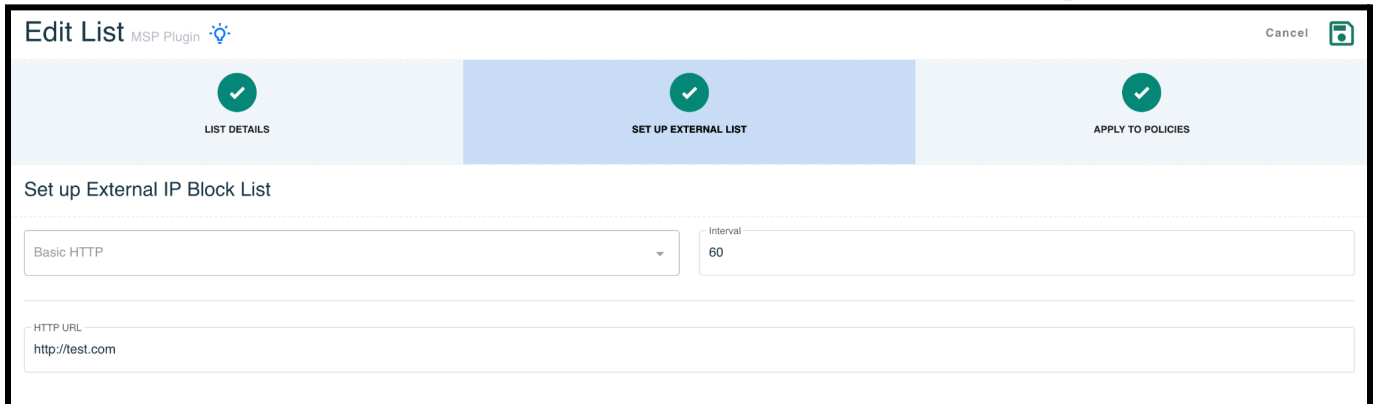 Edit List MSP Plugin
Cancel
LIST DETAILS
SET UP EXTERNAL LIST
APPLY TO POLICIES
Set up External IP Block List
Basic HTTP
Interval
60
HTTP URL
http://test.com